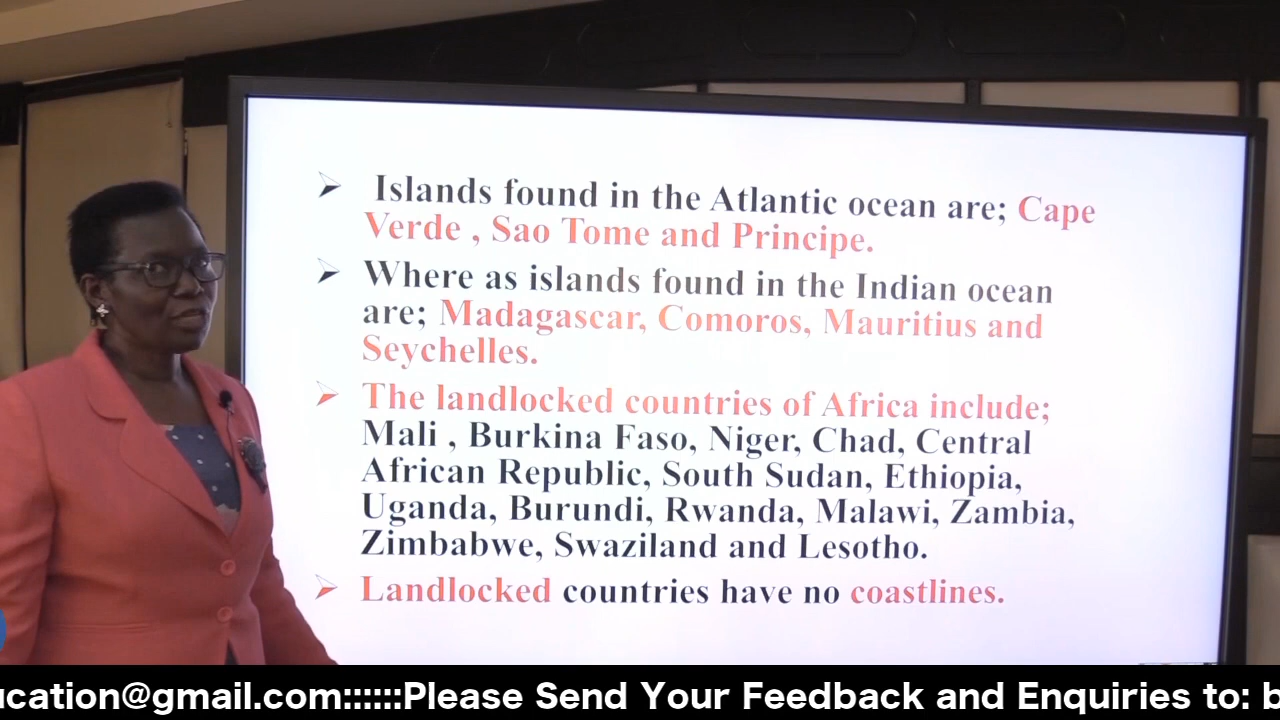 Islands found in the Atlantic ocean are; Cape
Verde , Sao Tome and Principe.
Where as islands found in the Indian ocean
are; Madagascar, Comoros, Mauritius and
Seychelles.
The landlocked countries of Africa include;
Mali , Burkina Faso, Niger, Chad, Central
African Republic, South Sudan, Ethiopia,
Uganda, Burundi, Rwanda, Malawi, Zambia,
Zimbabwe, Swaziland and Lesotho.
Landlocked countries have no coastlines.
ucation@gmail.com::::::Please Send Your Feedback and Enquiries to: b